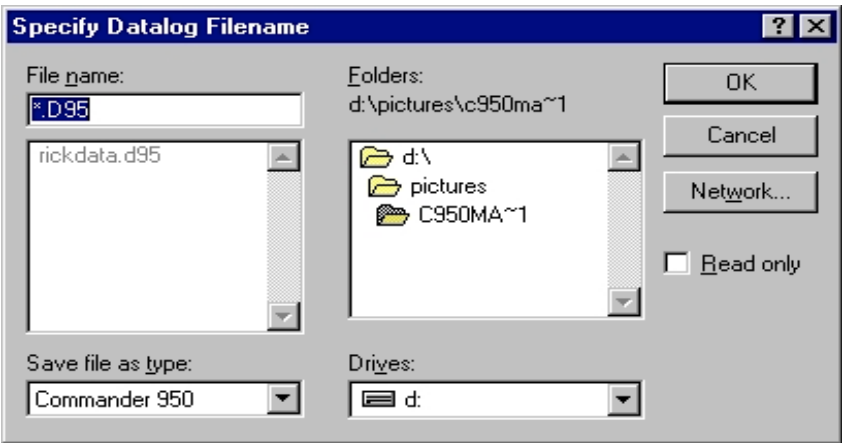 Specify Datalog Filename
File name:
*.D95
rickdata.d95
Save file as type:
Commander 950
Folders:
d:\pictures\c950ma~1
d:\
pictures
C950MA~1
Drives:
d:
OK
Cancel
Network...
Read only